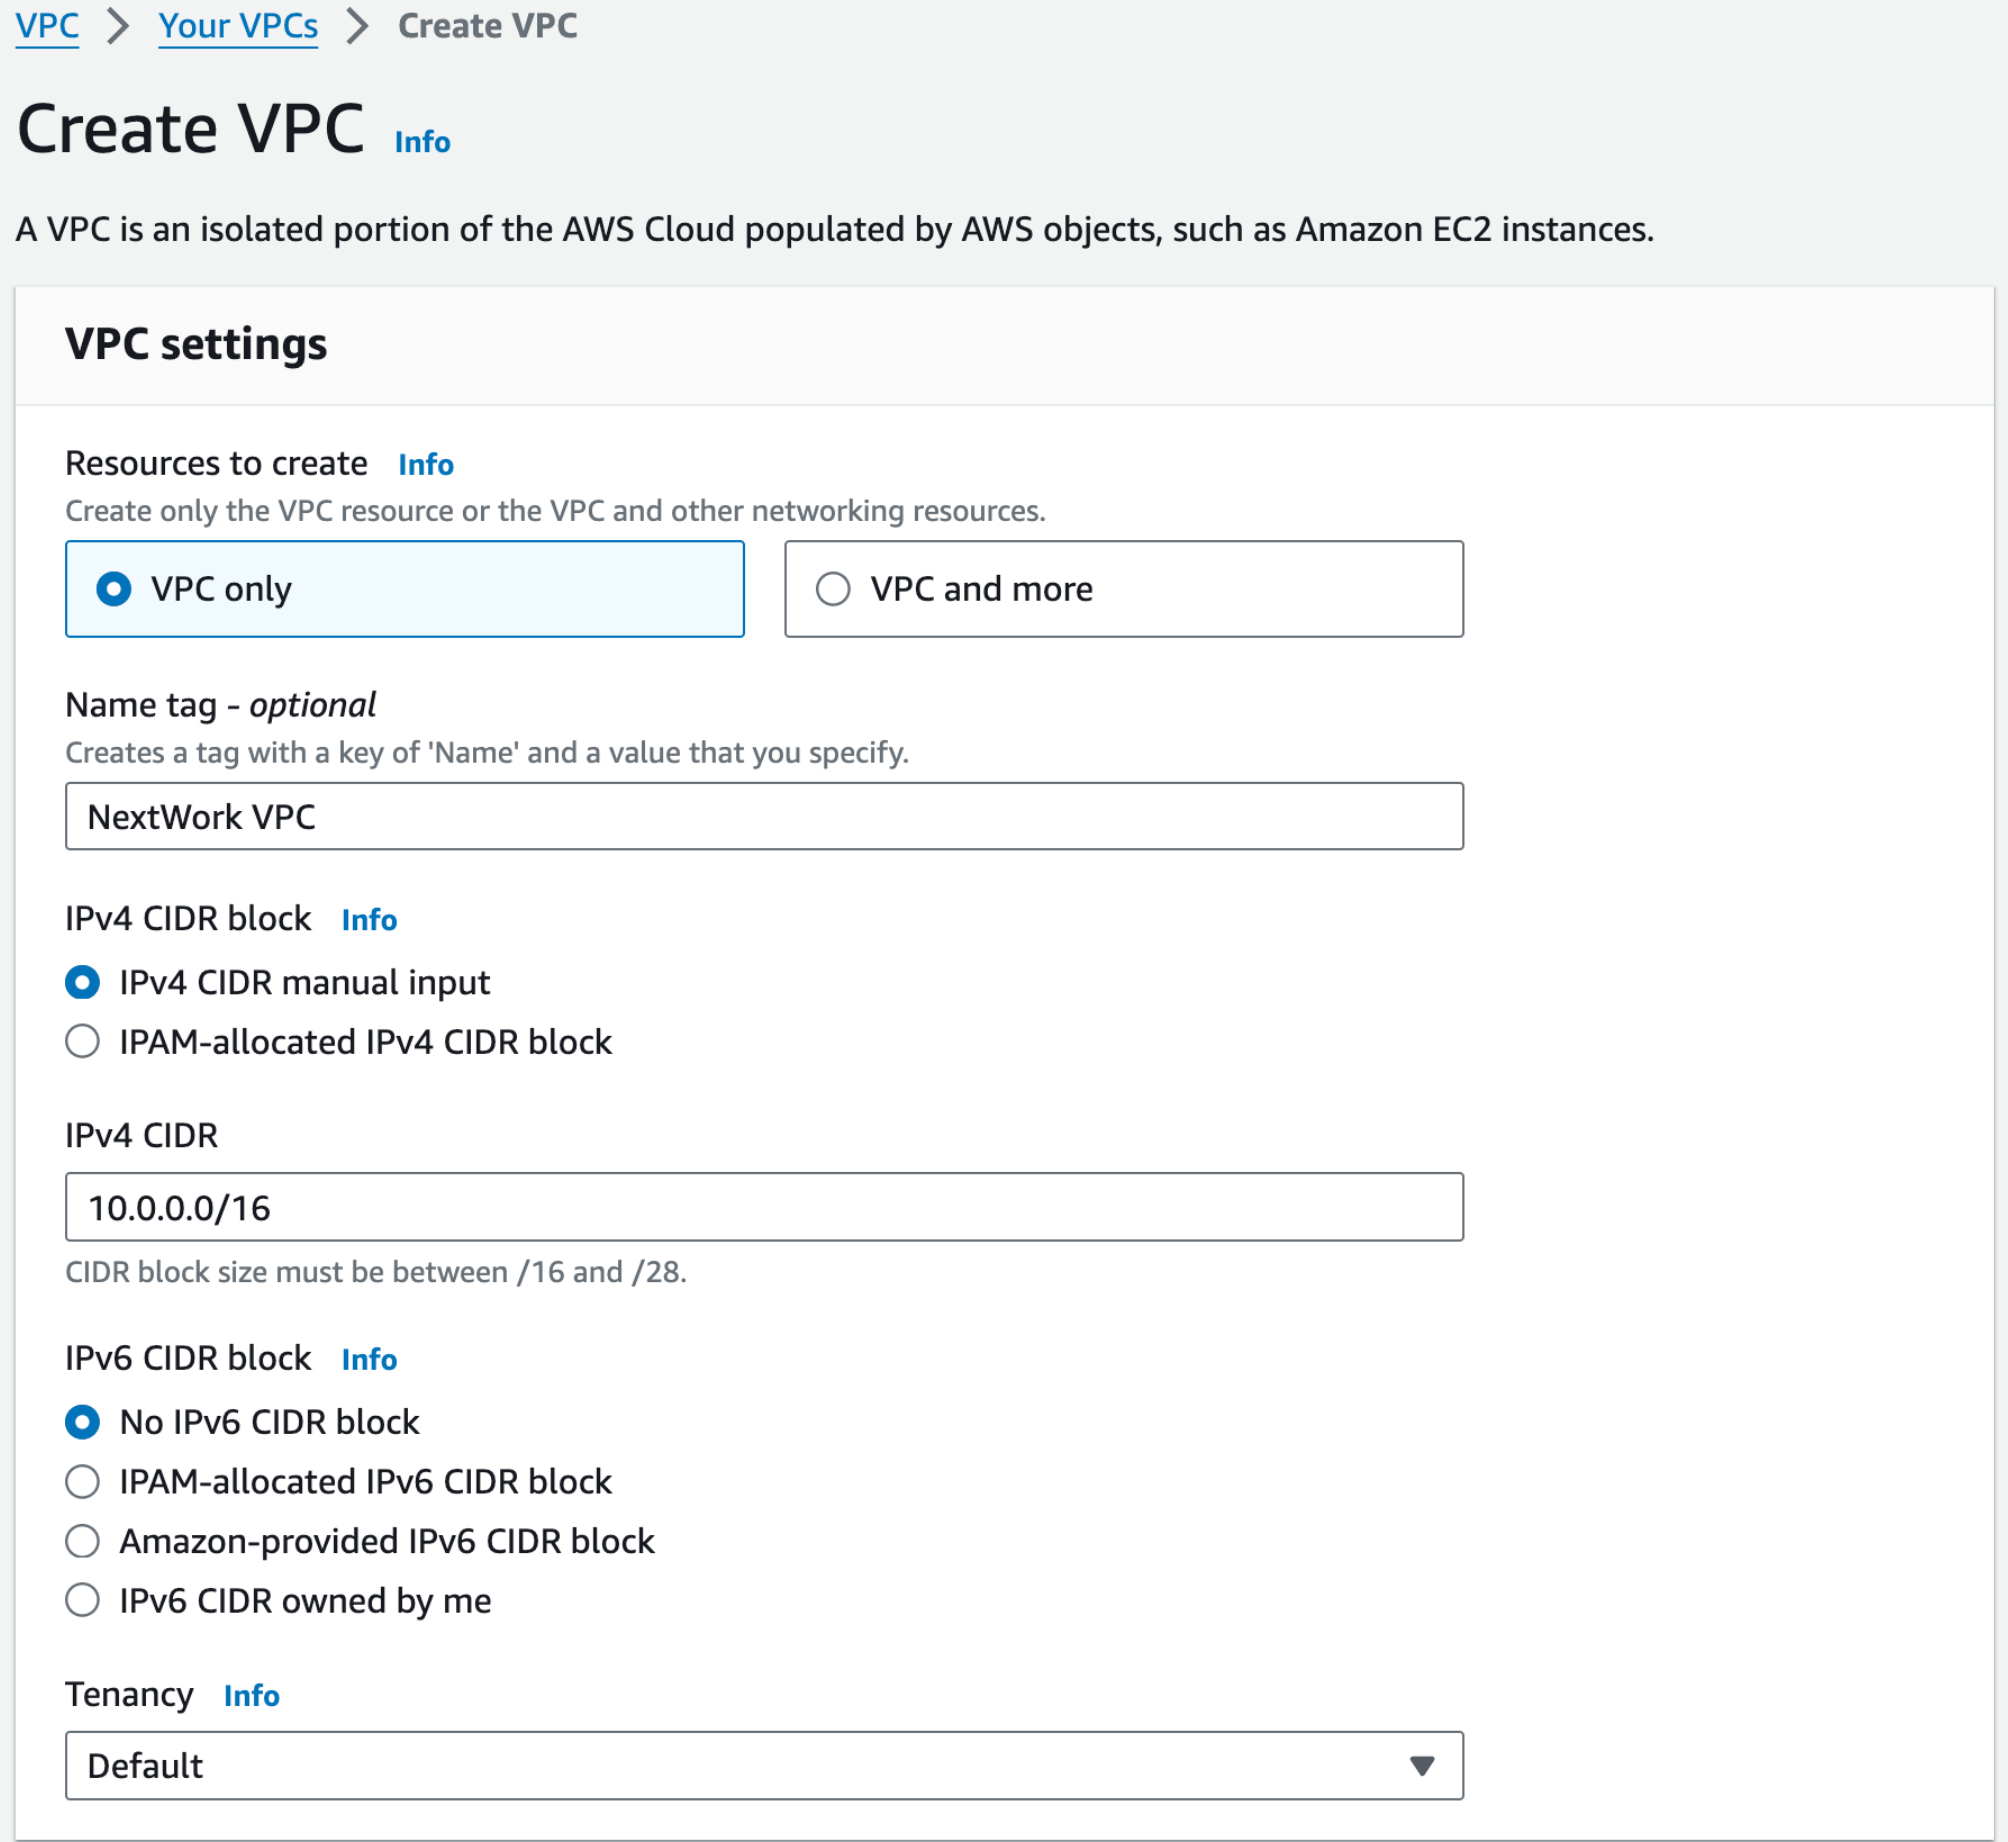 VPC > Your VPCs > Create VPC
Create VPC Info
A VPC is an isolated portion of the AWS Cloud populated by AWS objects, such as Amazon EC2 instances.
VPC settings
Resources to create Info
Create only the VPC resource or the VPC and other networking resources.
VPC only VPC and more
Name tag - optional
Creates a tag with a key of 'Name' and a value that you specify.
NextWork VPC
IPv4 CIDR block Info
IPv4 CIDR manual input
IPAM-allocated IPv4 CIDR block
IPv4 CIDR
10.0.0.0/16
CIDR block size must be between /16 and /28.
IPv6 CIDR block Info
No IPv6 CIDR block
IPAM-allocated IPv6 CIDR block
Amazon-provided IPv6 CIDR block
IPv6 CIDR owned by me
Tenancy Info
Default